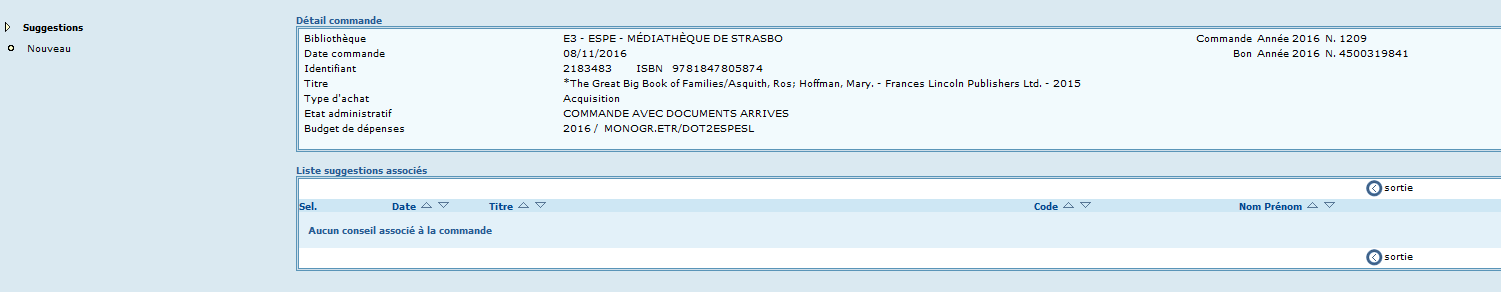 Suggestions
Nouveau
Détail commande
Bibliothèque E3 - ESPE - MÉDIATHÈQUE DE STRASBO Commande Année 2016 N. 1209
Date commande 08/11/2016 Bon Année 2016 N. 4500319841
Identifiant 2183483 ISBN 9781847805874
Titre *The Great Big Book of Families/Asquith, Ros; Hoffman, Mary. - Frances Lincoln Publishers Ltd. - 2015
Type d'achat Acquisition
Etat administratif COMMANDE AVEC DOCUMENTS ARRIVES
Budget de dépenses 2016 / MONOGR.ETR/DOT2ESPESL
Liste suggestions associés
sortie
Sel. Date Titre Code Nom Prénom
Aucun conseil associé à la commande
sortie